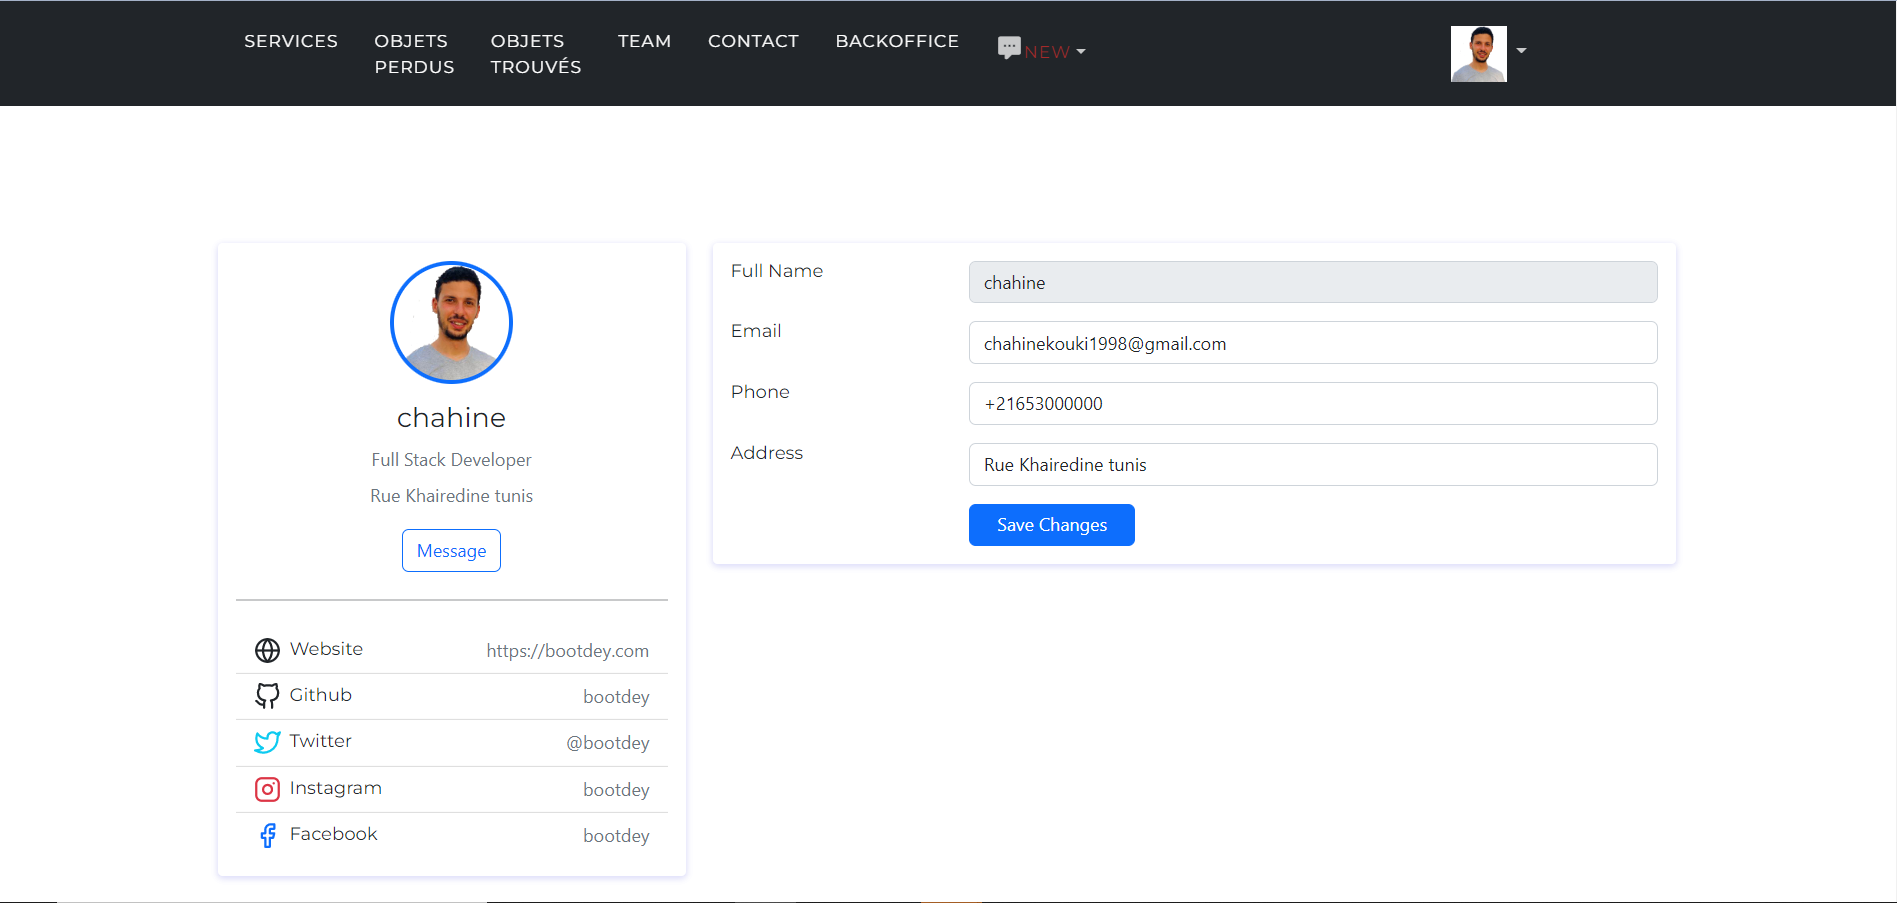 SERVICES
OBJETS PERDUS
OBJETS TROUVÉS
TEAM
CONTACT
BACKOFFICE
NEW
chahine
Full Stack Developer
Rue Khairedine tunis
Message
Website https://bootdey.com
Github bootdey
Twitter @bootdey
Instagram bootdey
Facebook bootdey
Full Name chahine
Email chahinekouki1998@gmail.com
Phone +21653000000
Address Rue Khairedine tunis
Save Changes